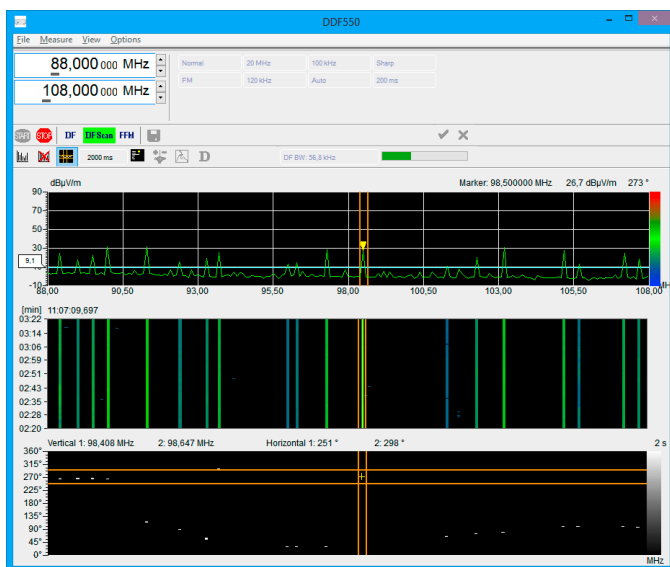 DDF550
File Measure View Options
88,000 000 MHz
108,000 000 MHz
Normal 20 MHz 100 kHz Sharp
FM 120 kHz Auto 200 ms
START STOP DF DFScan FFM
2000 ms D DF BW: 56,8 kHz
dBµV/m Marker: 98,500000 MHz 26,7 dBµV/m 273 °
90
70
50
30
9,1 10
-10
88,00 90,50 93,00 95,50 98,00 100,50 103,00 105,50 108,00 MHz
[min] 11:07:09,697
03:22
03:14
03:06
02:59
02:51
02:43
02:35
02:28
02:20
Vertical 1: 98,408 MHz 2: 98,647 MHz Horizontal 1: 251 ° 2: 298 ° 2 s
360°
315°
270°
225°
180°
135°
90°
45°
0°
MHz